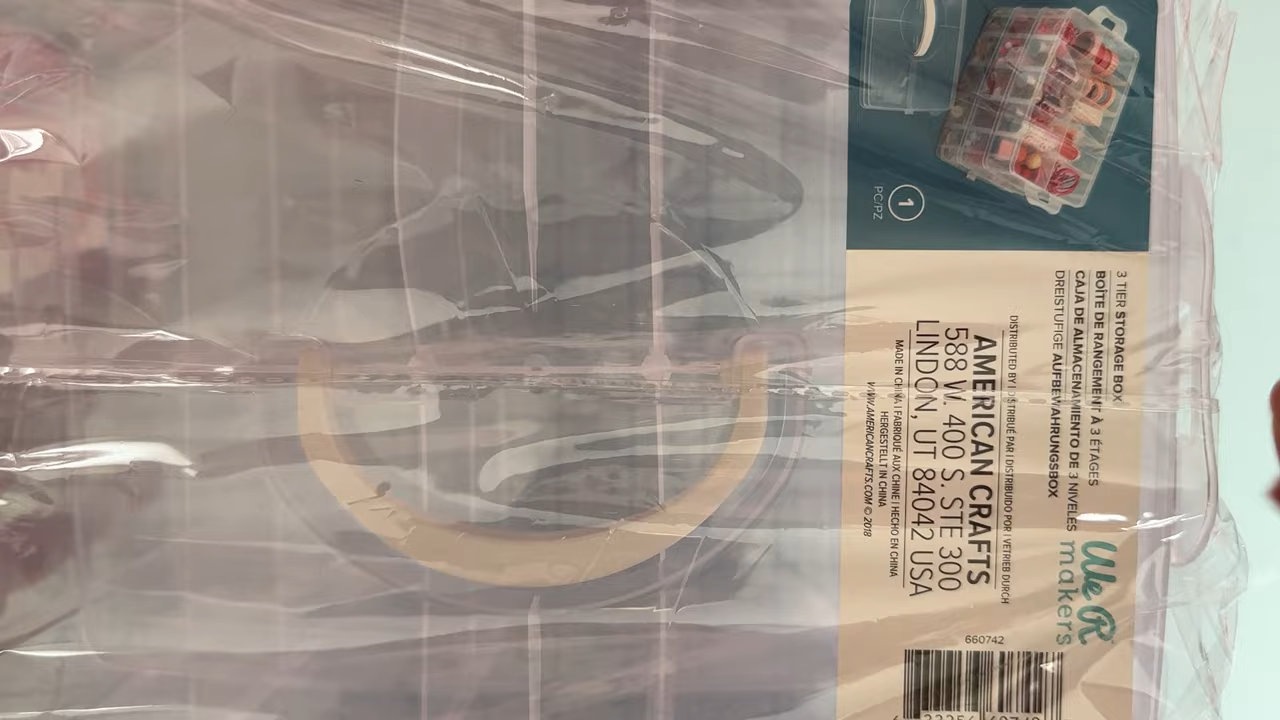 1
PC/PZ
3 TIER STORAGE BOX
BOÎTE DE RANGEMENT À 3 ÉTAGES
CAJA DE ALMACENAMIENTO DE 3 NIVELES
DREISTUFIGE AUFBEWAHRUNGSBOX
We R
makers
DISTRIBUTED BY | DISTRIBUÉ PAR | DISTRIBUIDO POR | VETRIEB DURCH
AMERICAN CRAFTS
588 W. 400 S. STE 300
LINDON, UT 84042 USA
MADE IN CHINA | FABRIQUÉ AUX CHINE | HECHO EN CHINA
HERGESTELLT IN CHINA
WWW.AMERICANCRAFTS.COM © 2018
660742